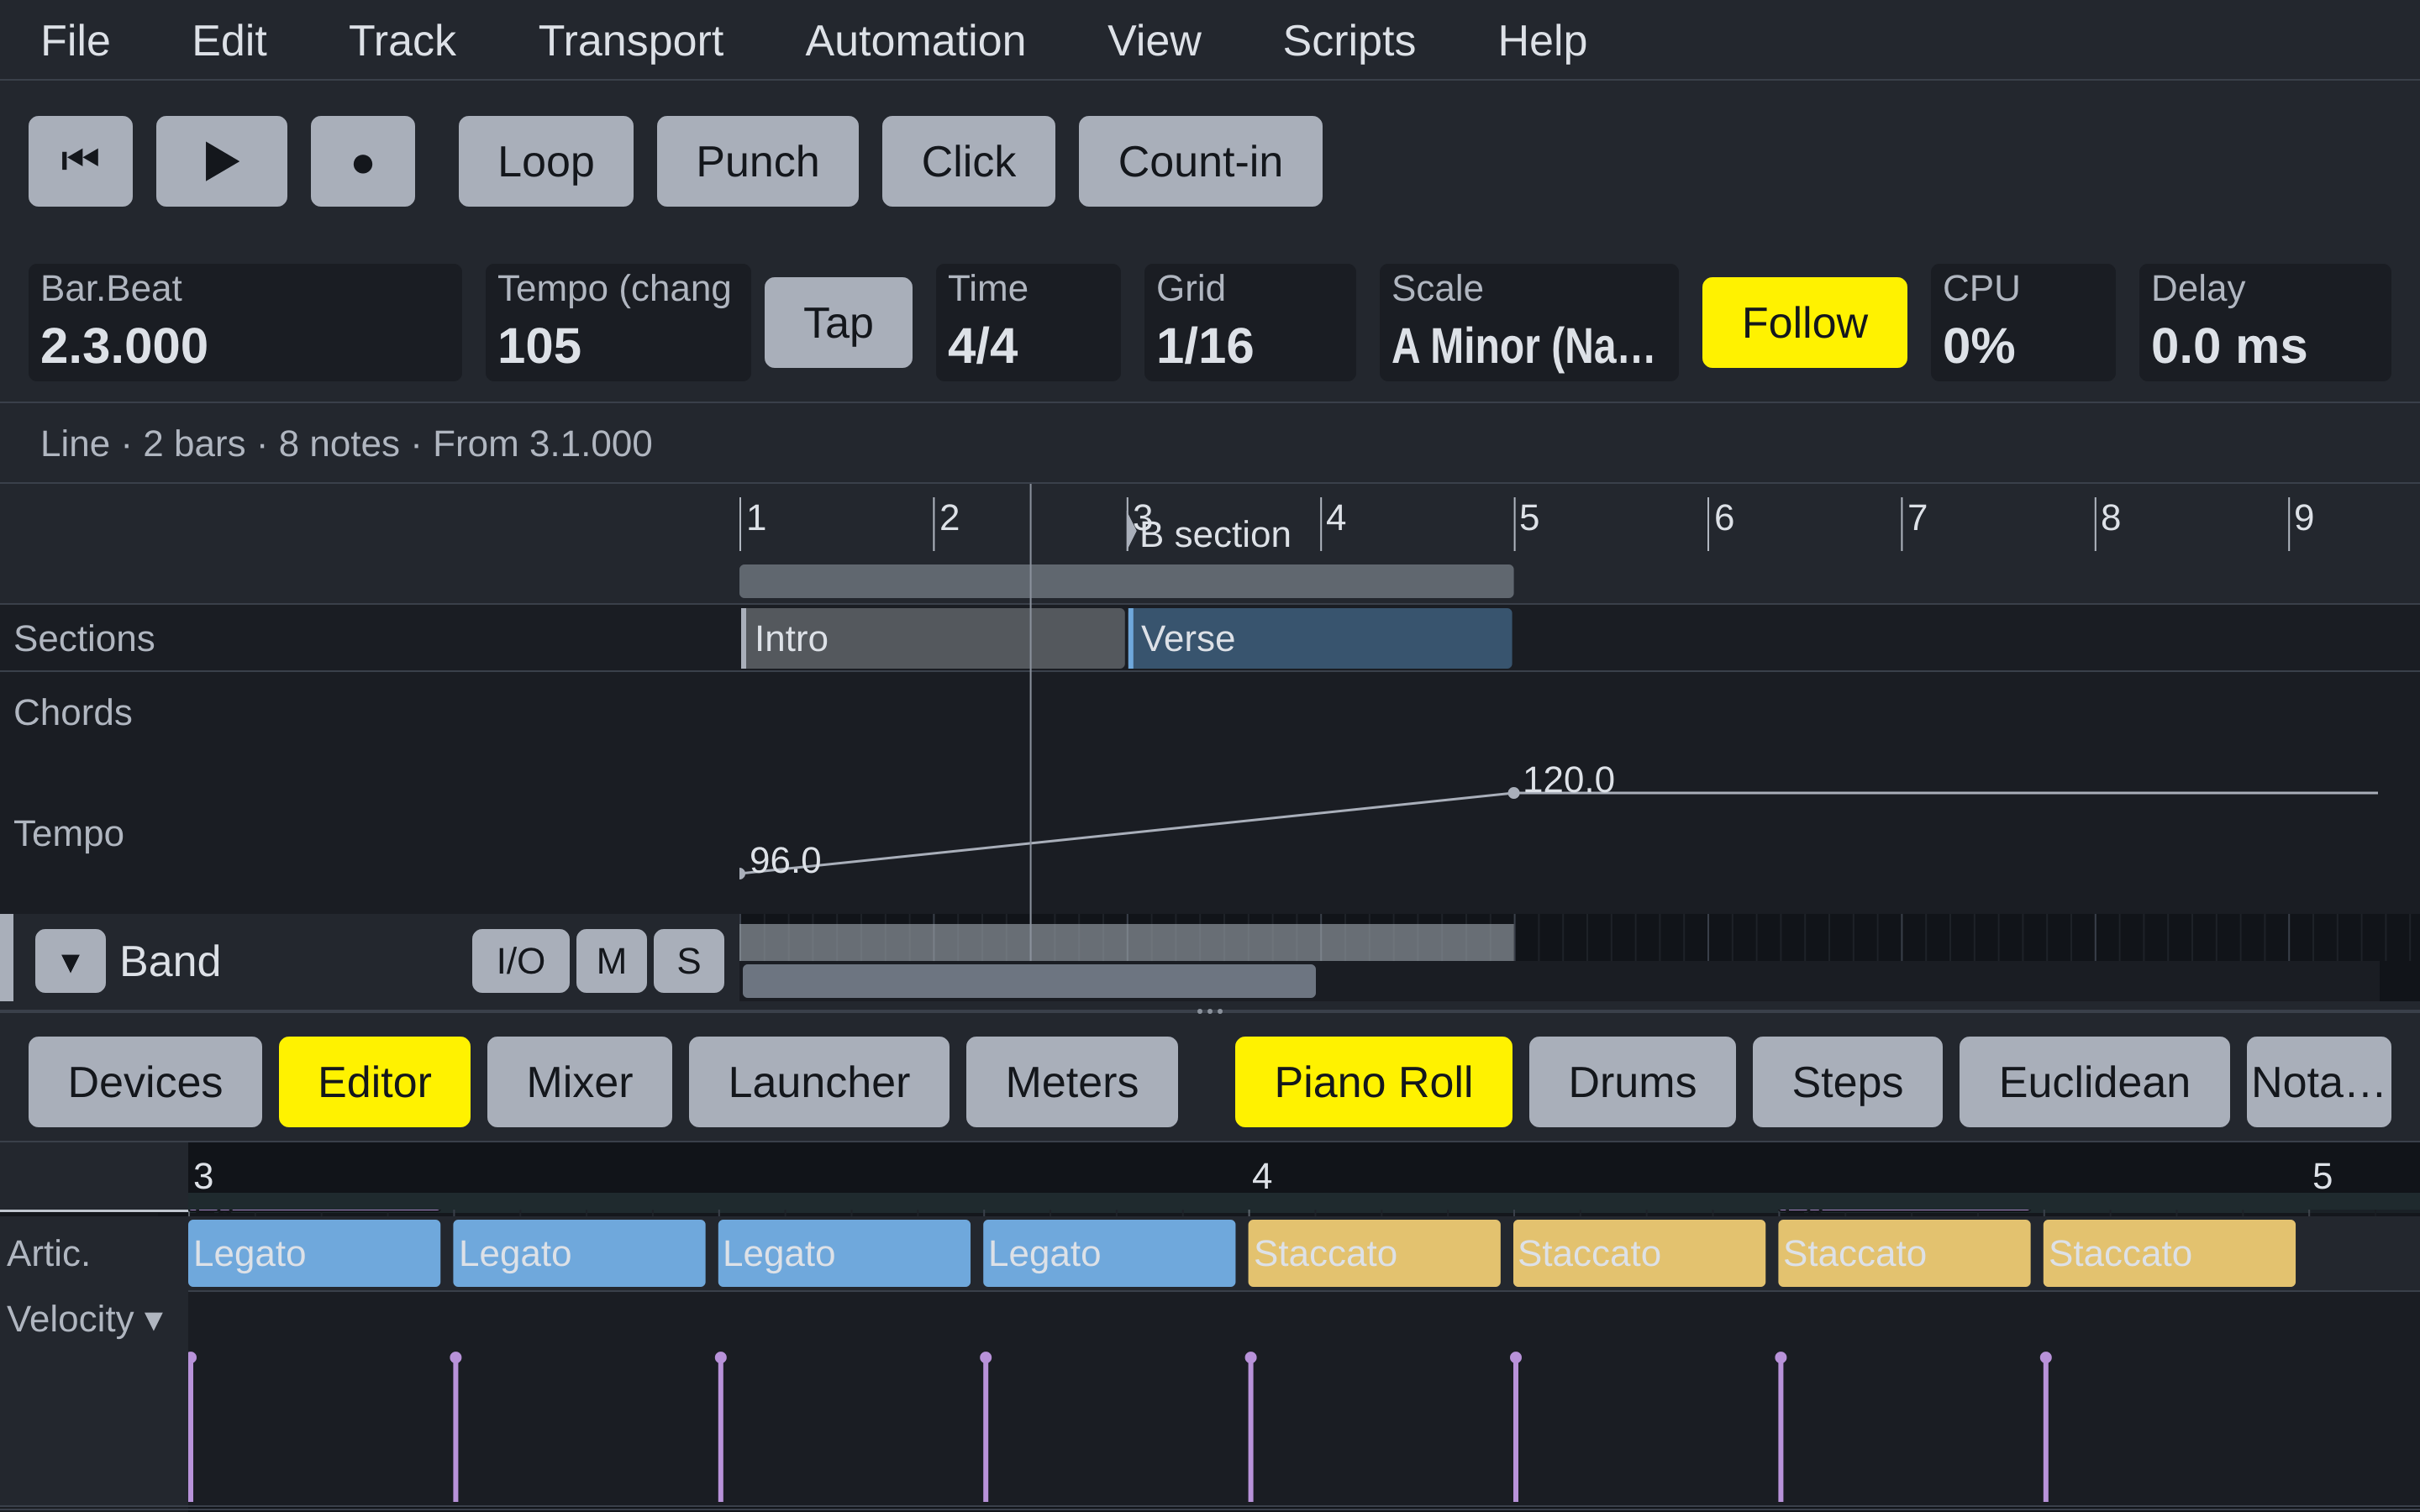 File Edit Track Transport Automation View Scripts Help
Loop Punch Click Count-in
Bar.Beat Tempo (chang Time Grid Scale CPU Delay
2.3.000 105 Tap 4/4 1/16 A Minor (Na… Follow 0% 0.0 ms
Line · 2 bars · 8 notes · From 3.1.000
1 2 3 4 5 6 7 8 9
B section
Sections Intro Verse
Chords
120.0
Tempo
96.0
▾ Band I/O M S
Devices Editor Mixer Launcher Meters Piano Roll Drums Steps Euclidean Nota…
3 4 5
Artic. Legato Legato Legato Legato Staccato Staccato Staccato Staccato
Velocity ▾